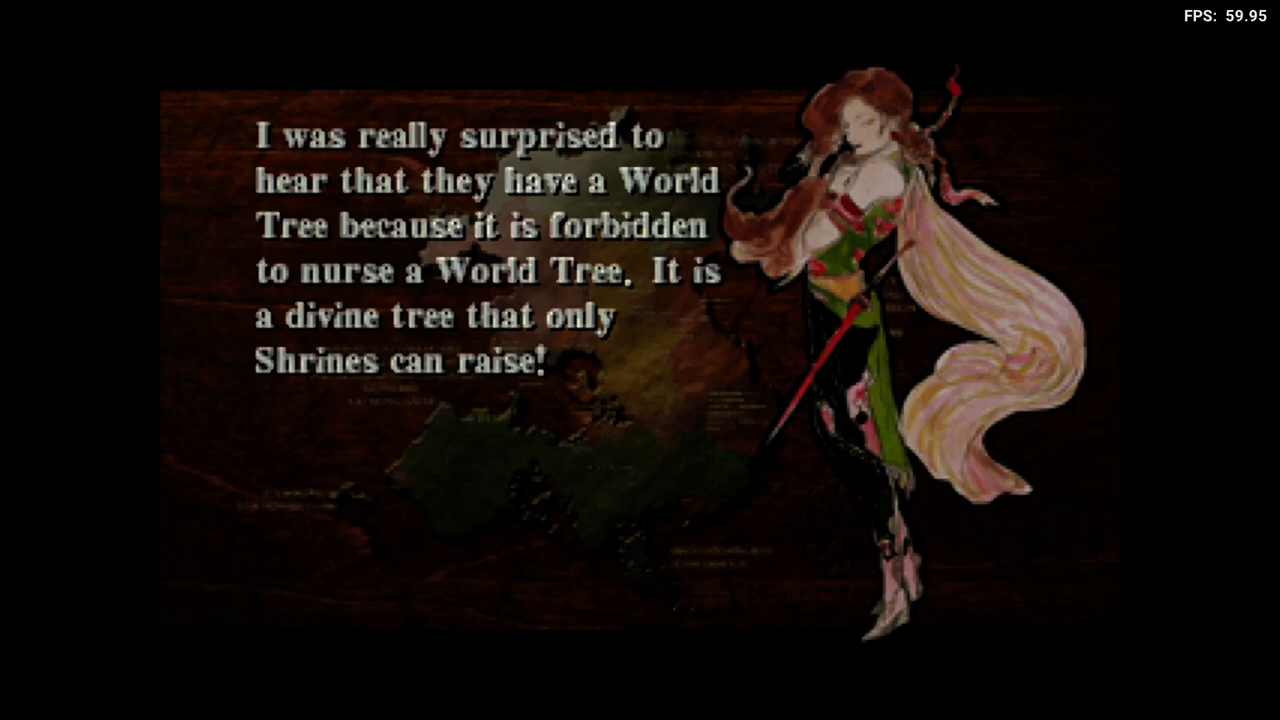 FPS: 59.95
I was really surprised to
hear that they have a World
Tree because it is forbidden
to nurse a World Tree. It is
a divine tree that only
Shrines can raise!